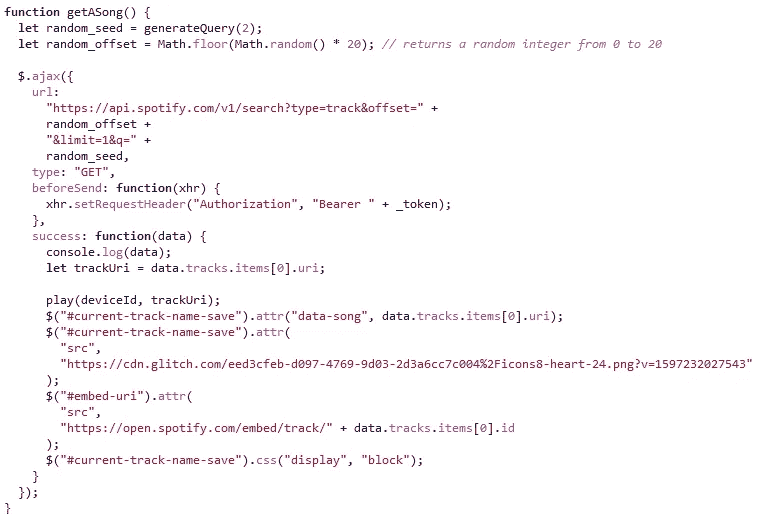 function getASong() {
  let random_seed = generateQuery(2);
  let random_offset = Math.floor(Math.random() * 20); // returns a random integer from 0 to 20

  $.ajax({
    url:
      "https://api.spotify.com/v1/search?type=track&offset=" +
      random_offset +
      "&limit=1&q=" +
      random_seed,
    type: "GET",
    beforeSend: function(xhr) {
      xhr.setRequestHeader("Authorization", "Bearer " + _token);
    },
    success: function(data) {
      console.log(data);
      let trackUri = data.tracks.items[0].uri;

      play(deviceId, trackUri);
      $("#current-track-name-save").attr("data-song", data.tracks.items[0].uri);
      $("#current-track-name-save").attr(
        "src",
        "https://cdn.glitch.com/eed3cfeb-d097-4769-9d03-2d3a6cc7c004%2Ficons8-heart-24.png?v=1597232027543"
      );
      $("#embed-uri").attr(
        "src",
        "https://open.spotify.com/embed/track/" + data.tracks.items[0].id
      );
      $("#current-track-name-save").css("display", "block");
    }
  });
}